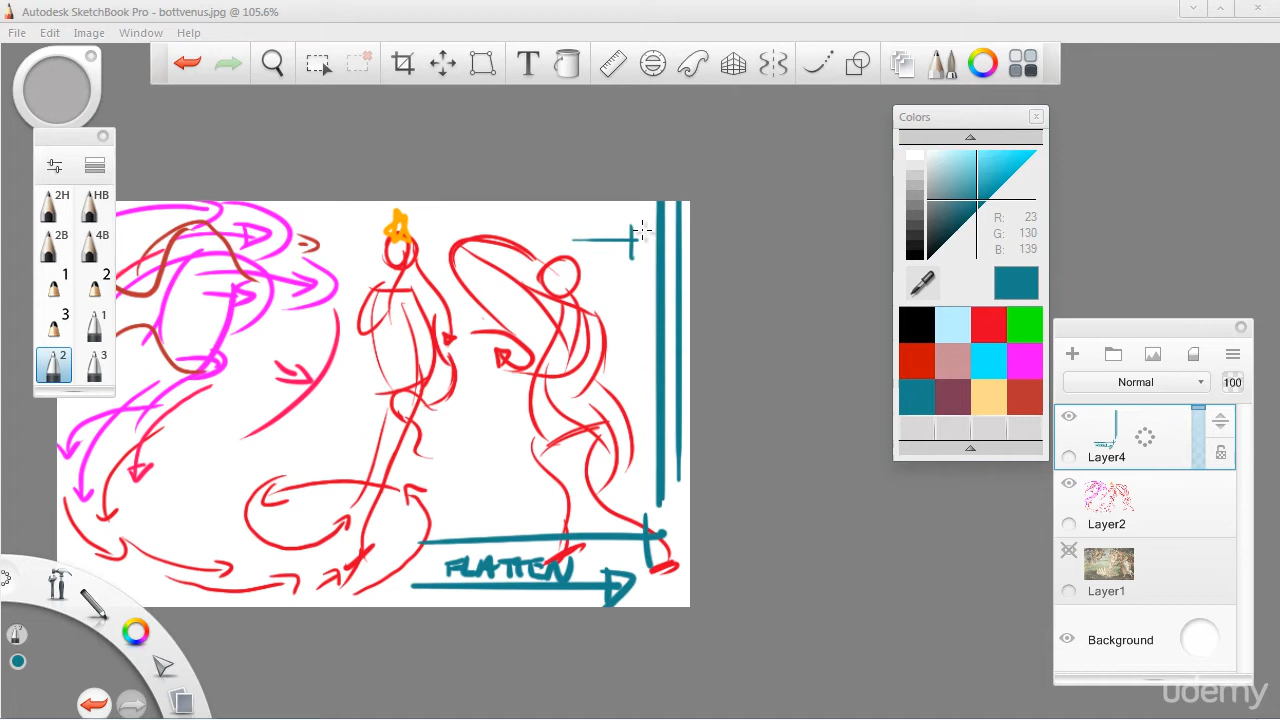 Autodesk SketchBook Pro - bottvenus.jpg @ 105.6%
File Edit Image Window Help
T
Colors
2H HB
2B 4B
1 2
3 1
2 3
R: 23
G: 130
B: 139
Normal 100
Layer4
Layer2
Layer1
Background
FLATTEN
udemy